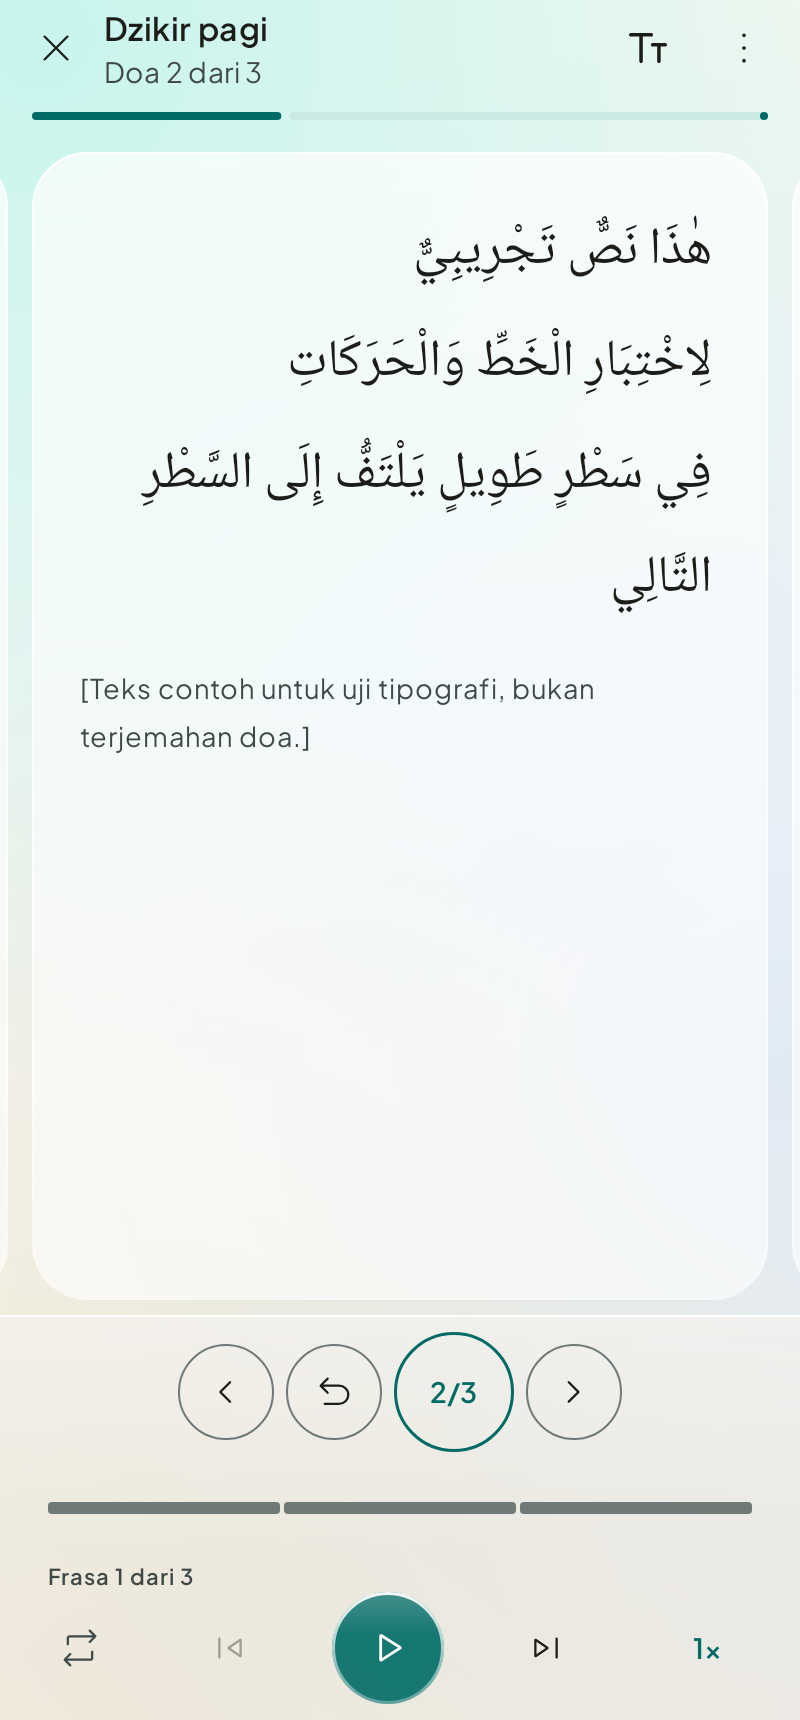 Dzikir pagi
Doa 2 dari 3
هٰذَا نَصٌّ تَجْرِيبِيٌّ
لِاخْتِبَارِ الْخَطِّ وَالْحَرَكَاتِ
فِي سَطْرٍ طَوِيلٍ يَلْتَفُّ إِلَى السَّطْرِ
التَّالِي
[Teks contoh untuk uji tipografi, bukan
terjemahan doa.]
2/3
Frasa 1 dari 3
1×